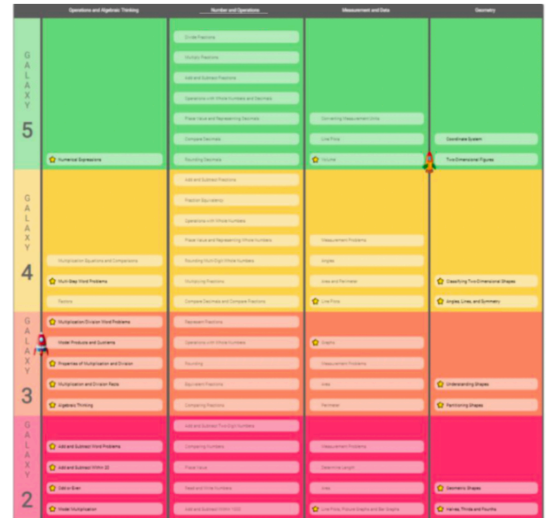 Operations and Algebraic Thinking
Number and Operations
Measurement and Data
Geometry
GALAXY
5
Divide Fractions
Multiply Fractions
Add and Subtract Fractions
Operations with Whole Numbers and Decimals
Place Value and Representing Decimals
Converting Measurement Units
Compare Decimals
Line Plots
Coordinate System
Numerical Expressions
Rounding Decimals
Volume
Two-Dimensional Figures
GALAXY
4
Add and Subtract Fractions
Fraction Equivalency
Operations with Whole Numbers
Place Value and Representing Whole Numbers
Measurement Problems
Multiplication Equations and Comparisons
Rounding Multi-Digit Whole Numbers
Angles
Multi-Step Word Problems
Multiplying Fractions
Area and Perimeter
Classifying Two-Dimensional Shapes
Factors
Compare Decimals and Compare Fractions
Line Plots
Angles, Lines, and Symmetry
GALAXY
3
Multiplication/Division Word Problems
Represent Fractions
Model Products and Quotients
Operations with Whole Numbers
Graphs
Properties of Multiplication and Division
Rounding
Measurement Problems
Multiplication and Division Facts
Equivalent Fractions
Area
Understanding Shapes
Algebraic Thinking
Comparing Fractions
Perimeter
Partitioning Shapes
GALAXY
2
Add and Subtract Two-Digit Numbers
Add and Subtract Word Problems
Comparing Numbers
Measurement Problems
Add and Subtract Within 20
Place Value
Determine Length
Odd or Even
Read and Write Numbers
Area
Geometric Shapes
Model Multiplication
Add and Subtract Within 1000
Line Plots, Picture Graphs and Bar Graphs
Halves, Thirds and Fourths